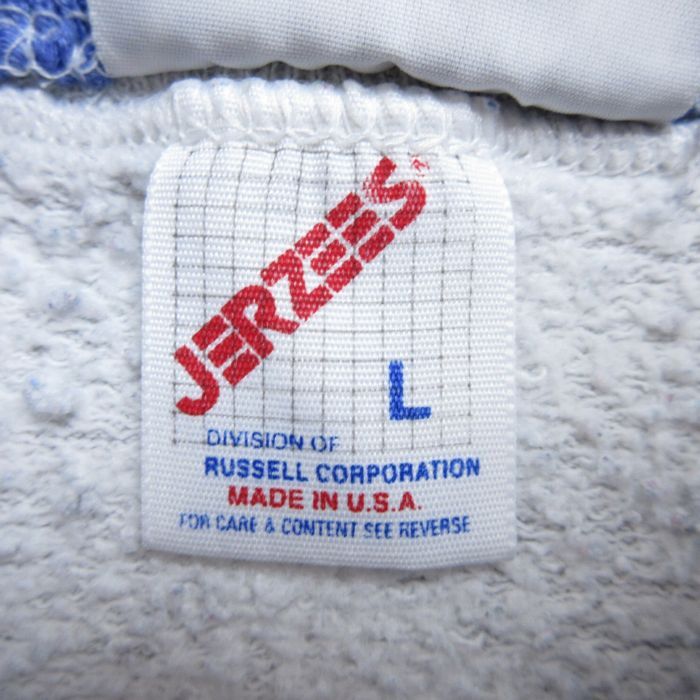 JERZEES®
L
DIVISION OF
RUSSELL CORPORATION
MADE IN U.S.A.
FOR CARE & CONTENT SEE REVERSE